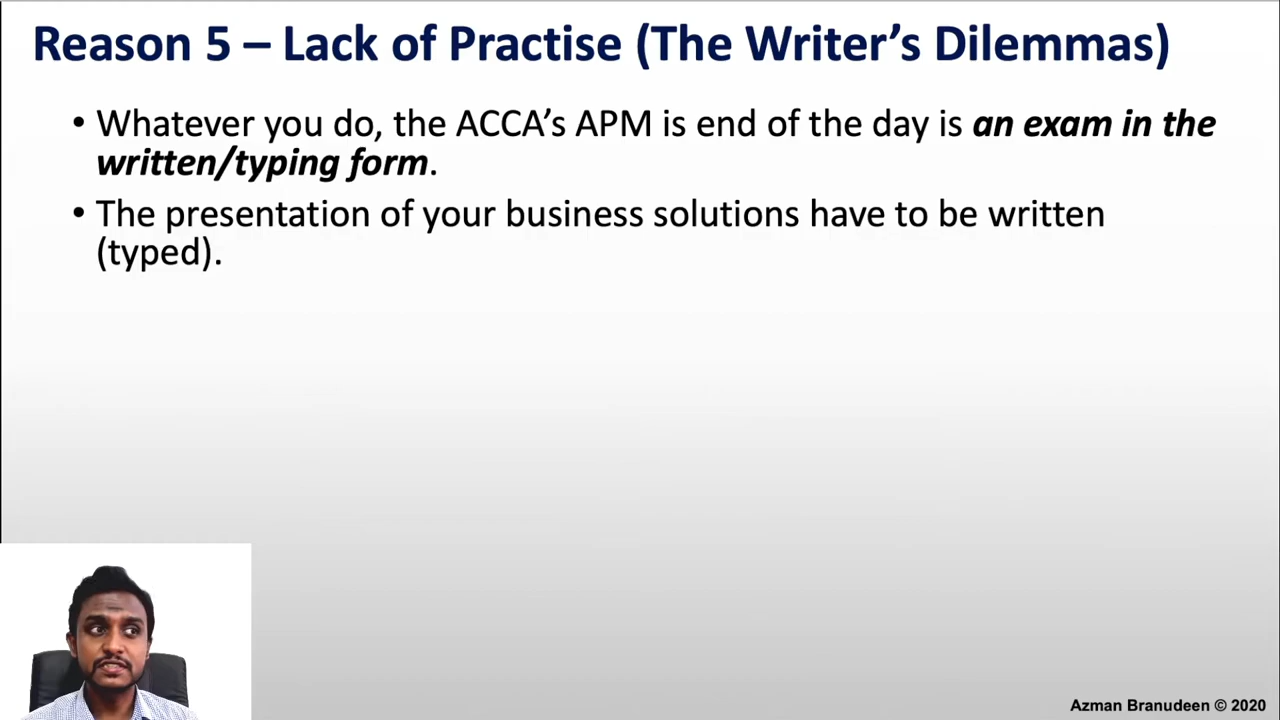 Reason 5 – Lack of Practise (The Writer’s Dilemmas)
• Whatever you do, the ACCA’s APM is end of the day is an exam in the
written/typing form.
• The presentation of your business solutions have to be written
(typed).
Azman Branudeen © 2020